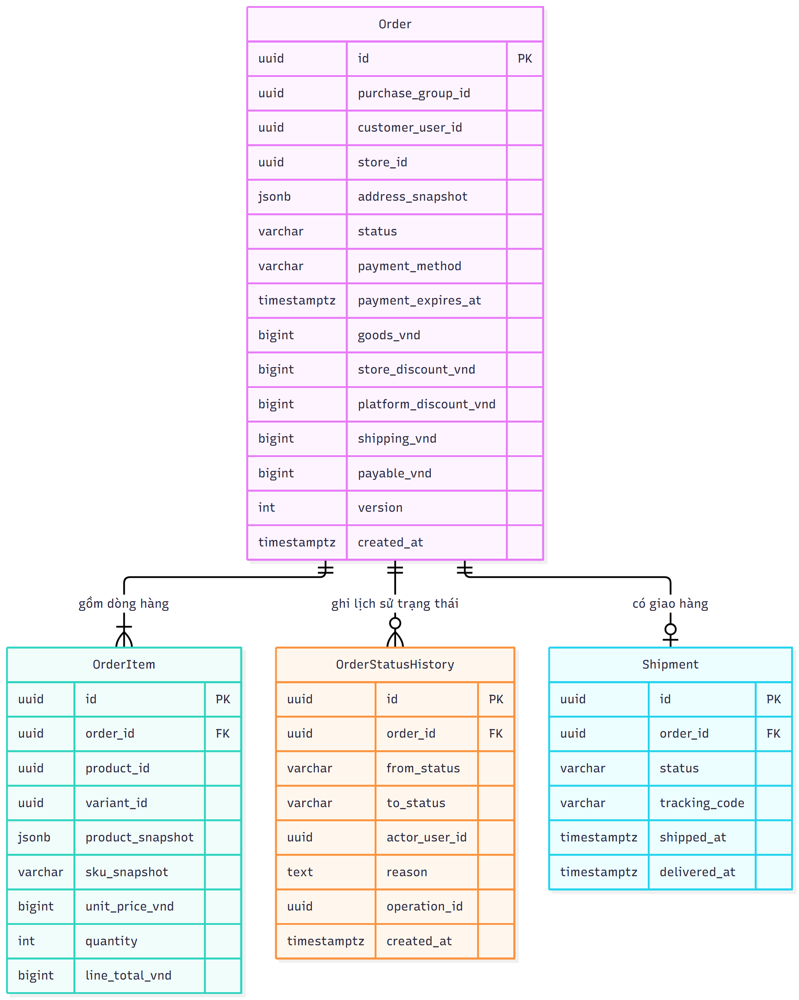 Order
uuid id PK
uuid purchase_group_id
uuid customer_user_id
uuid store_id
jsonb address_snapshot
varchar status
varchar payment_method
timestamptz payment_expires_at
bigint goods_vnd
bigint store_discount_vnd
bigint platform_discount_vnd
bigint shipping_vnd
bigint payable_vnd
int version
timestamptz created_at
gồm dòng hàng
ghi lịch sử trạng thái
có giao hàng
OrderItem
uuid id PK
uuid order_id FK
uuid product_id
uuid variant_id
jsonb product_snapshot
varchar sku_snapshot
bigint unit_price_vnd
int quantity
bigint line_total_vnd
OrderStatusHistory
uuid id PK
uuid order_id FK
varchar from_status
varchar to_status
uuid actor_user_id
text reason
uuid operation_id
timestamptz created_at
Shipment
uuid id PK
uuid order_id FK
varchar status
varchar tracking_code
timestamptz shipped_at
timestamptz delivered_at